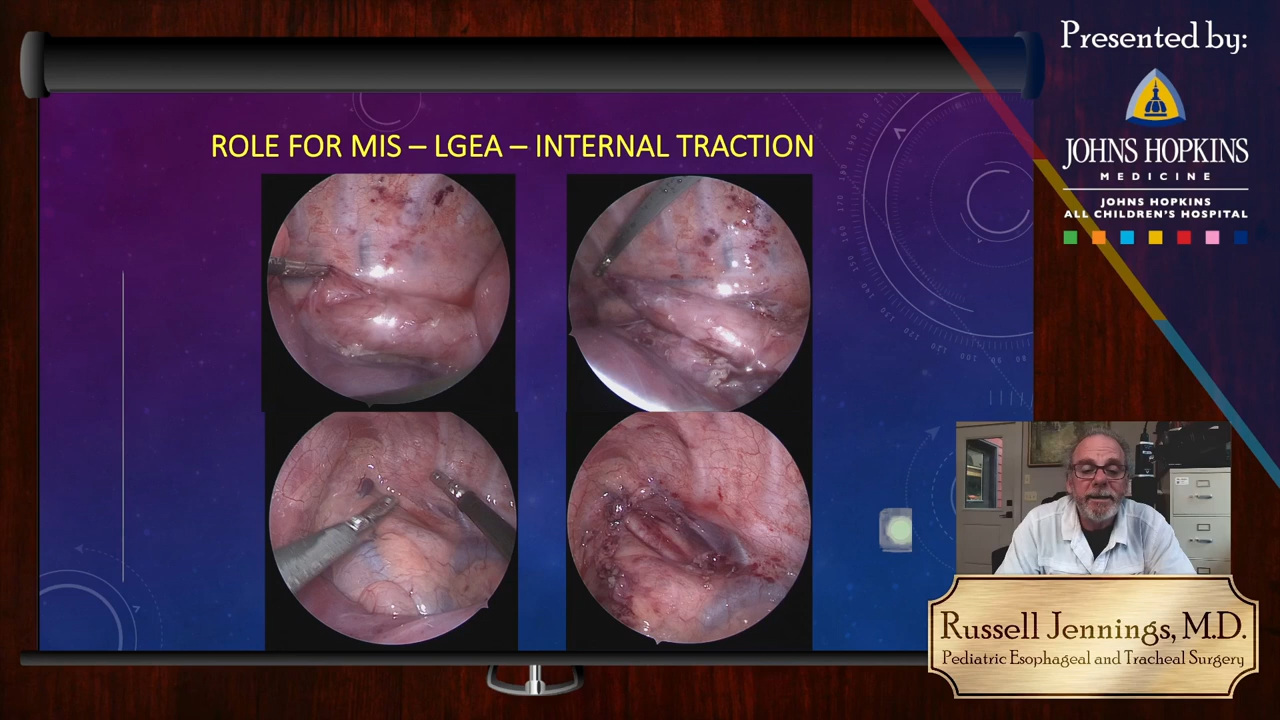 ROLE FOR MIS – LGEA – INTERNAL TRACTION
Presented by:
JOHNS HOPKINS
MEDICINE
JOHNS HOPKINS
ALL CHILDREN'S HOSPITAL
Russell Jennings, M.D.
Pediatric Esophageal and Tracheal Surgery